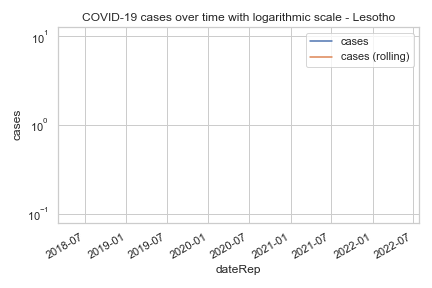 COVID-19 cases over time with logarithmic scale - Lesotho
cases
cases (rolling)
cases
10¹
10⁰
10⁻¹
2018-07
2019-01
2019-07
2020-01
2020-07
2021-01
2021-07
2022-01
2022-07
dateRep